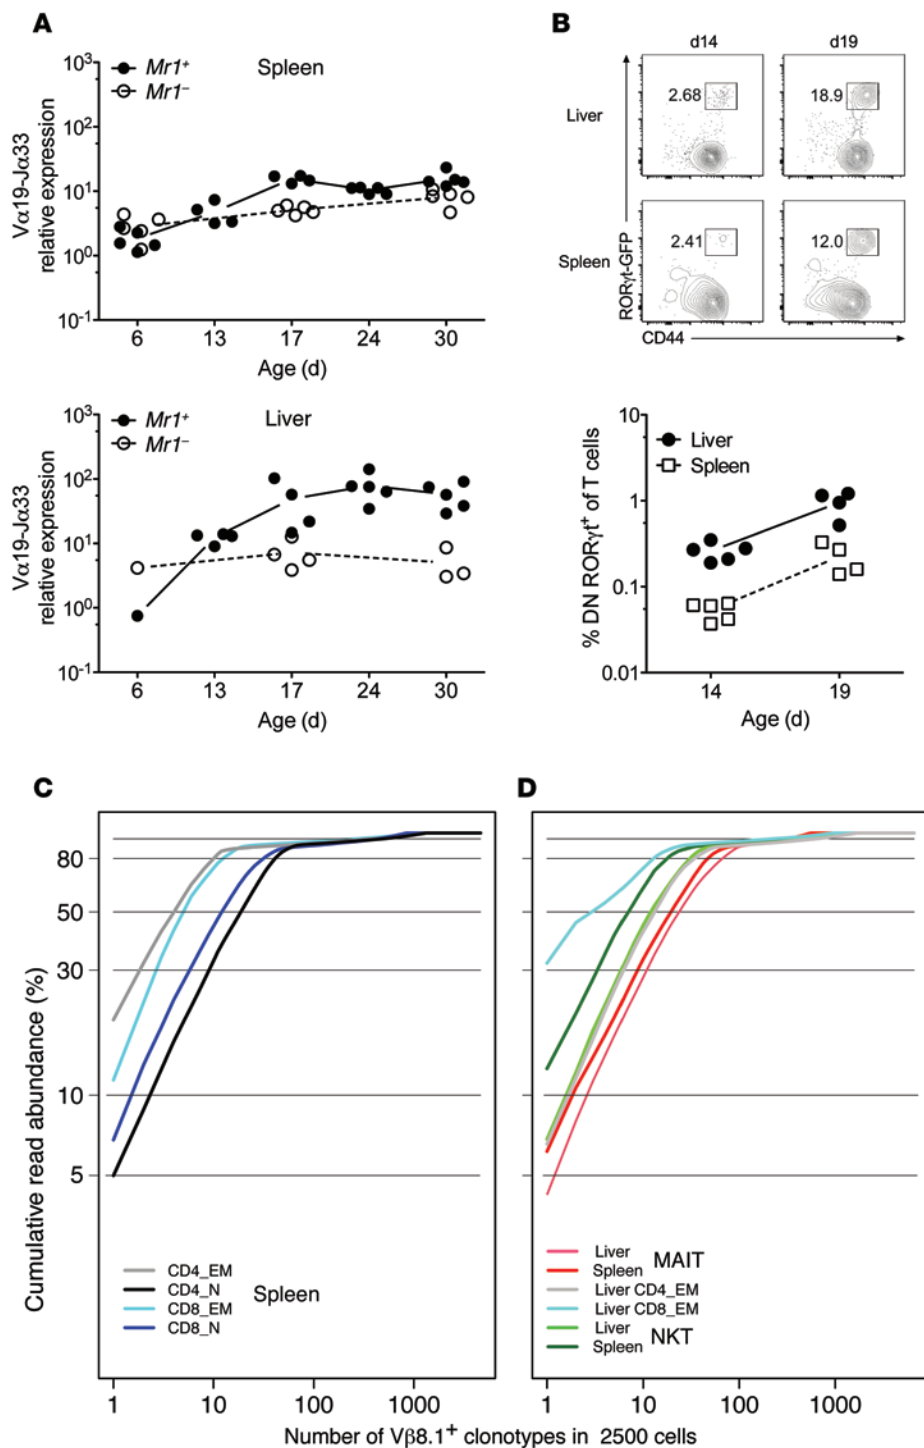 A
Spleen
Mr1⁺
Mr1⁻
Vα19-Jα33
relative expression
10³
10²
10¹
10⁰
10⁻¹
6 13 17 24 30
Age (d)
Liver
Mr1⁺
Mr1⁻
Vα19-Jα33
relative expression
10³
10²
10¹
10⁰
10⁻¹
6 13 17 24 30
Age (d)
B
d14 d19
Liver
2.68 18.9
Spleen
2.41 12.0
RORγt-GFP
CD44
Liver
Spleen
% DN RORγt⁺ of T cells
10
1
0.1
0.01
14 19
Age (d)
C
Cumulative read abundance (%)
80
50
30
10
5
CD4_EM
CD4_N
CD8_EM
CD8_N
Spleen
1 10 100 1000
D
Liver
Spleen
MAIT
Liver CD4_EM
Liver CD8_EM
Liver
Spleen
NKT
1 10 100 1000
Number of Vβ8.1⁺ clonotypes in 2500 cells